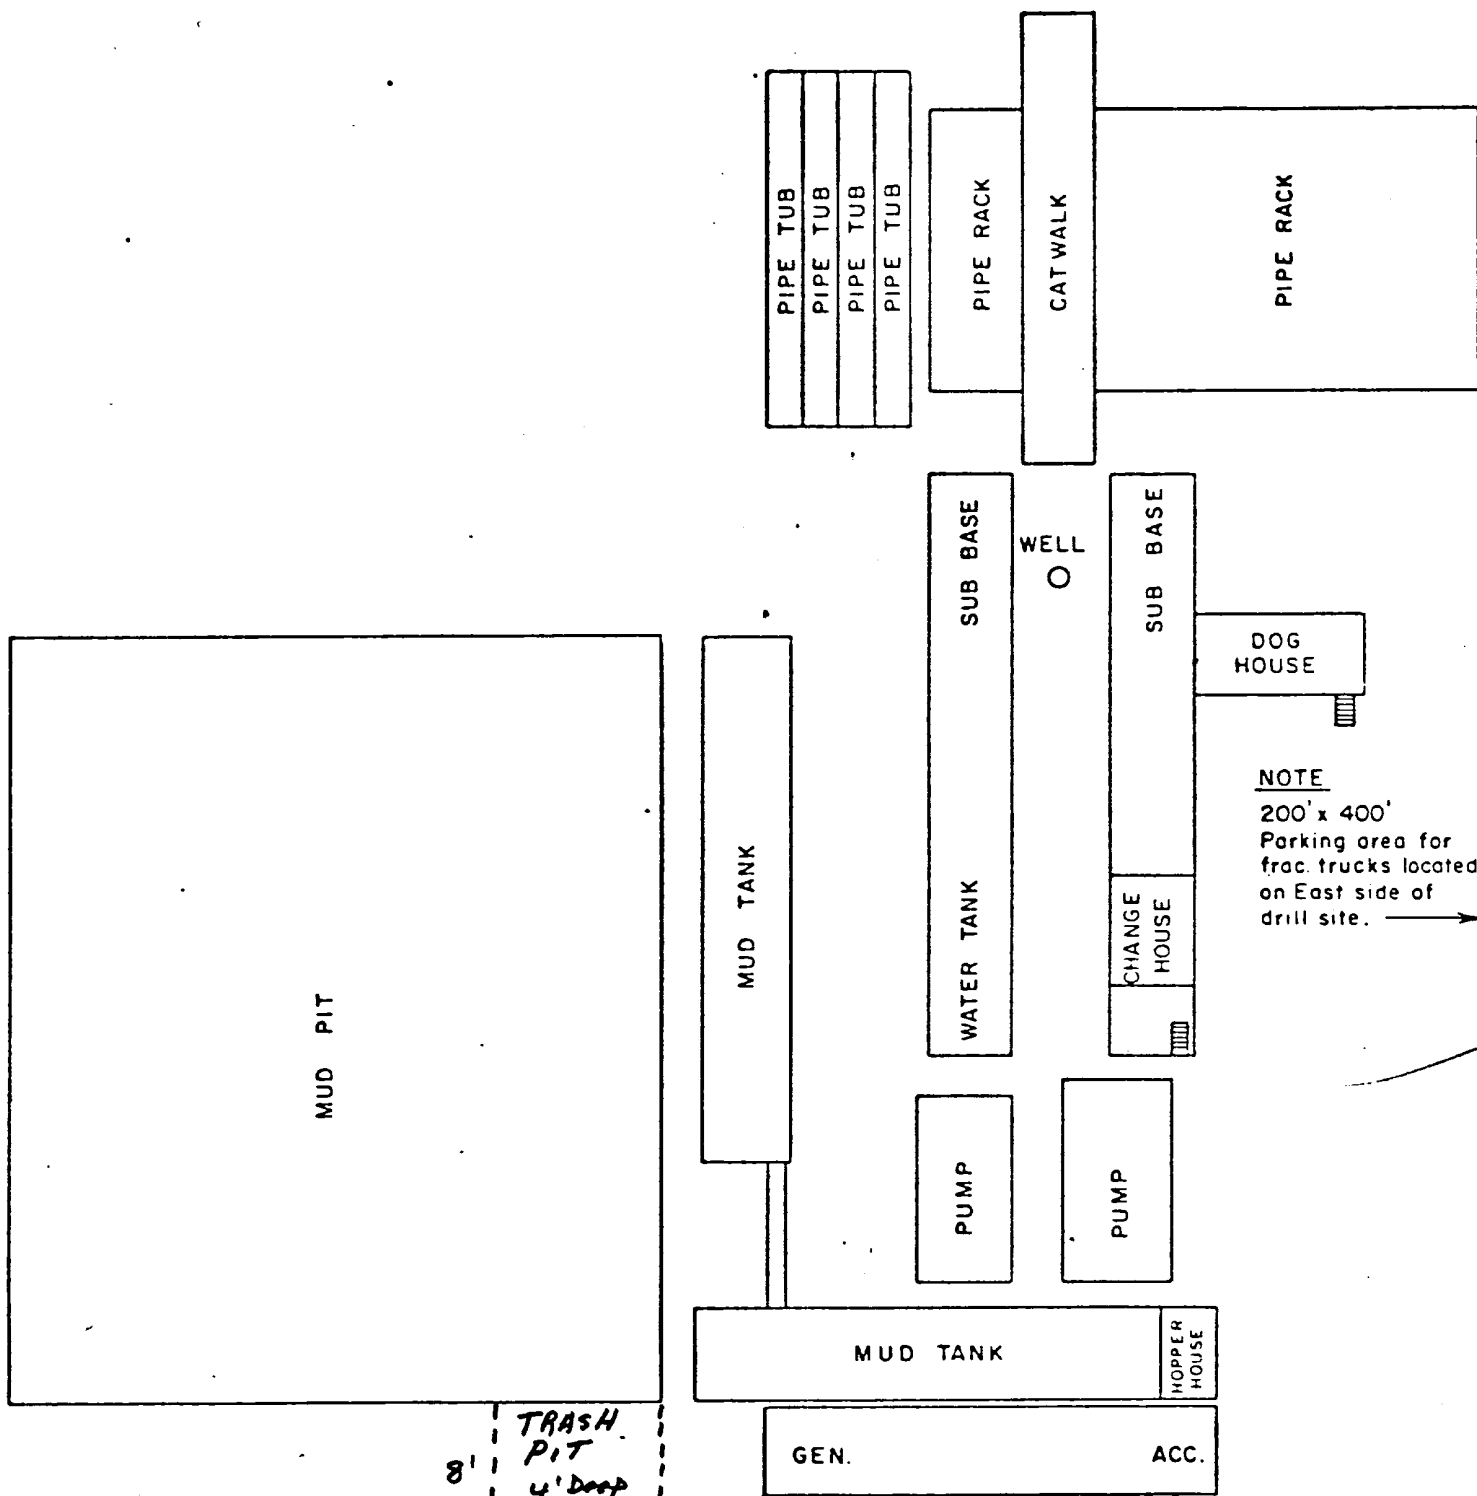 PIPE TUB
PIPE TUB
PIPE TUB
PIPE TUB
PIPE RACK
CATWALK
PIPE RACK
SUB BASE
WELL
SUB BASE
DOG
HOUSE
NOTE
200' x 400'
Parking area for
frac. trucks located
on East side of
drill site.
MUD PIT
MUD TANK
WATER TANK
CHANGE
HOUSE
PUMP
PUMP
MUD TANK
HOPPER
HOUSE
TRASH
PIT
8'
4' Deep
GEN.
ACC.